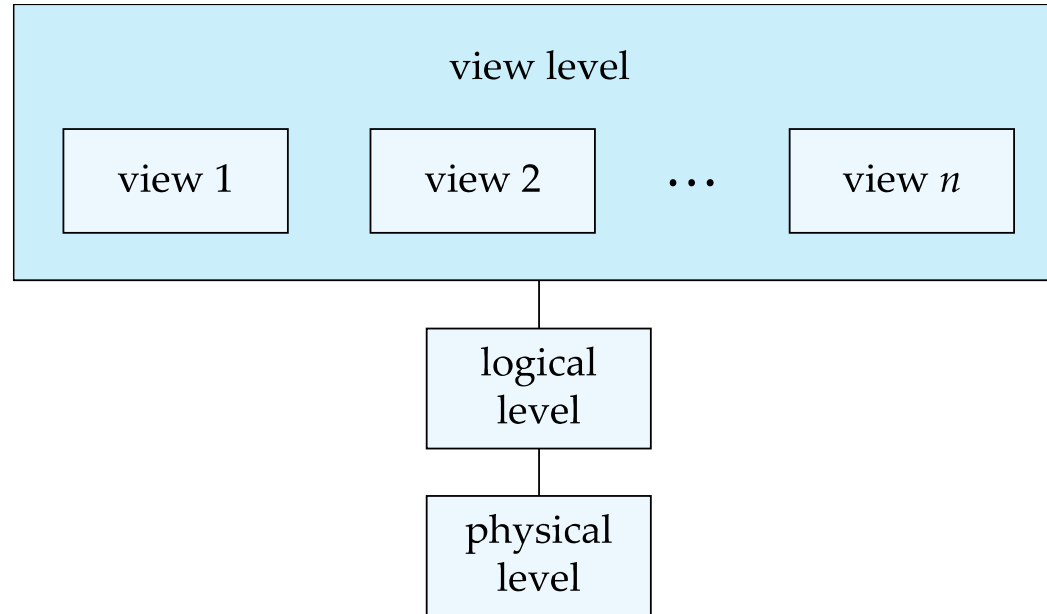 view level
view 1 view 2 ... view n
logical
level
physical
level